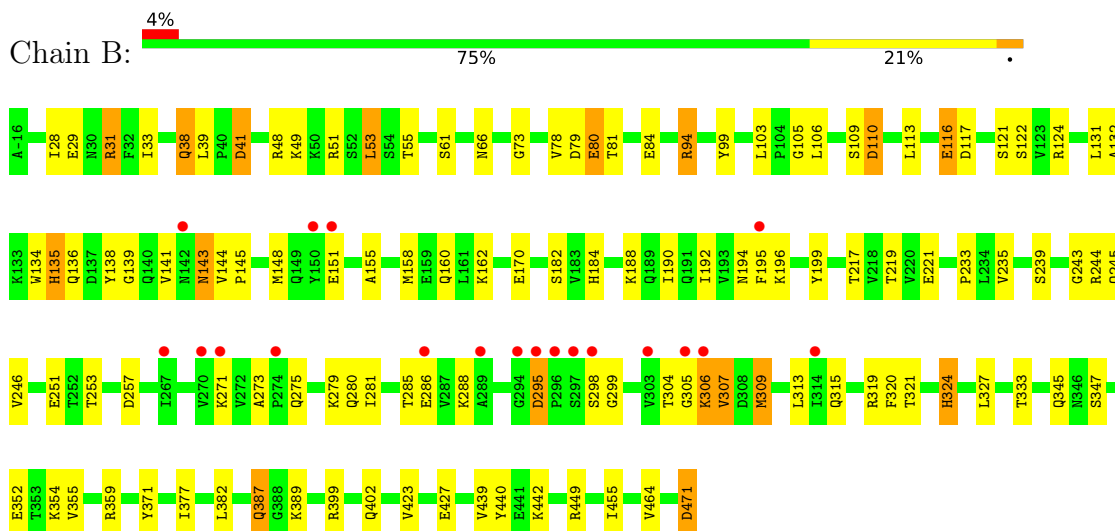 4%
Chain B:
75% 21% •
A-16 I28 E29 N30 R31 F32 I33 Q38 L39 P40 D41 R48 K49 K50 R51 S52 L53 S54 T55 S61 N66 G73 V78 D79 E80 T81 E84 R94 Y99 L103 P104 G105 L106 S109 D110 L113 E116 D117 S121 S122 V123 R124 L131 A132
K133 W134 H135 Q136 D137 Y138 G139 Q140 V141 N142 N143 V144 P145 M148 Q149 Y150 E151 A155 M158 E159 Q160 L161 K162 E170 S182 V183 H184 K188 Q189 I190 Q191 I192 V193 N194 F195 K196 Y199 T217 V218 T219 V220 E221 P233 L234 V235 S239 G243 R244
V246 E251 T252 T253 D257 I267 V270 K271 V272 A273 P274 Q275 K279 Q280 I281 T285 E286 V287 K288 A289 G294 D295 P296 S297 S298 G299 V303 T304 G305 K306 V307 D308 M309 L313 I314 Q315 R319 F320 T321 H324 L327 T333 Q345 N346 S347
E352 T353 K354 V355 R359 Y371 I377 L382 Q387 G388 K389 R399 Q402 V423 E427 V439 Y440 E441 K442 R449 I455 V464 D471